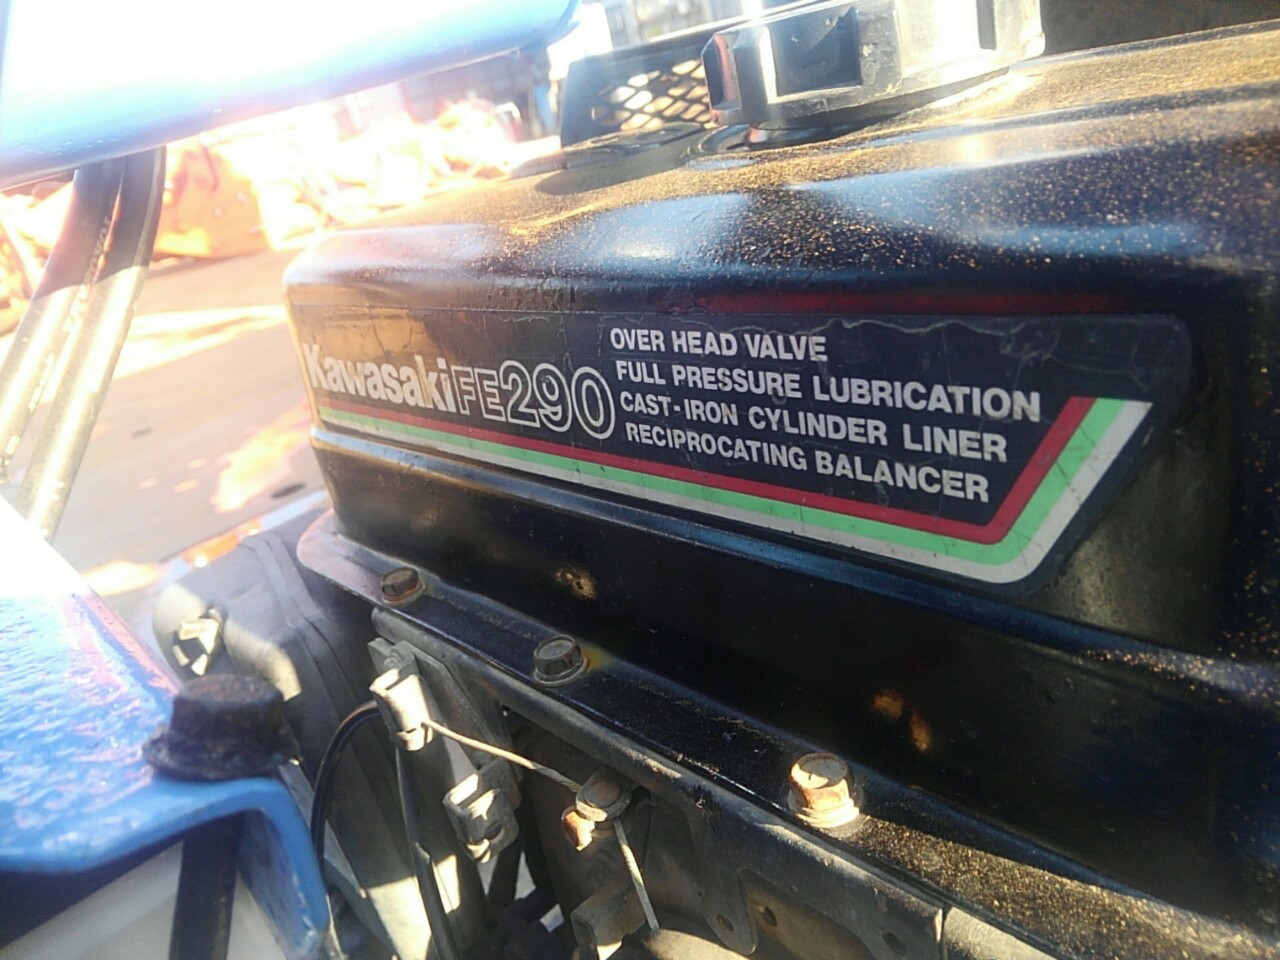 Kawasaki FE290
OVER HEAD VALVE
FULL PRESSURE LUBRICATION
CAST-IRON CYLINDER LINER
RECIPROCATING BALANCER